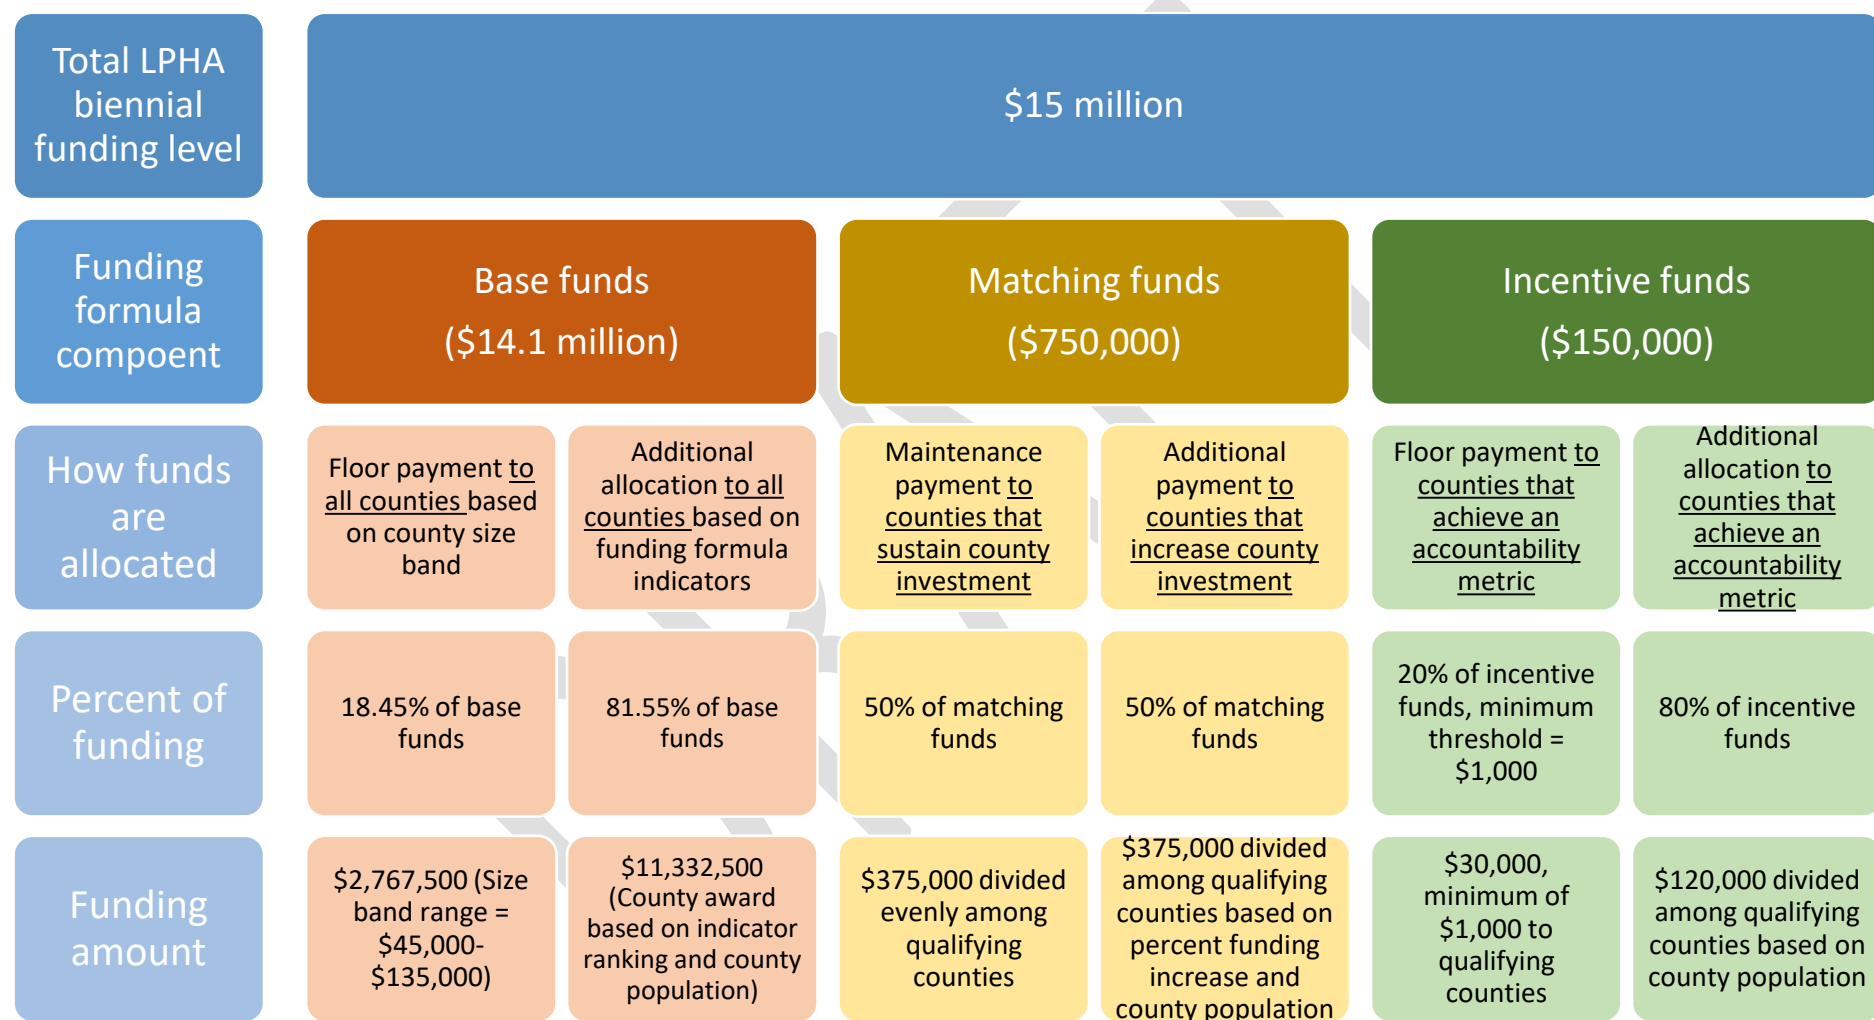 Total LPHA
biennial
funding level
$15 million
Funding
formula
compoent
Base funds
($14.1 million)
Matching funds
($750,000)
Incentive funds
($150,000)
How funds
are
allocated
Floor payment to
all counties based
on county size
band
Additional
allocation to all
counties based on
funding formula
indicators
Maintenance
payment to
counties that
sustain county
investment
Additional
payment to
counties that
increase county
investment
Floor payment to
counties that
achieve an
accountability
metric
Additional
allocation to
counties that
achieve an
accountability
metric
Percent of
funding
18.45% of base
funds
81.55% of base
funds
50% of matching
funds
50% of matching
funds
20% of incentive
funds, minimum
threshold =
$1,000
80% of incentive
funds
Funding
amount
$2,767,500 (Size
band range =
$45,000-
$135,000)
$11,332,500
(County award
based on indicator
ranking and county
population)
$375,000 divided
evenly among
qualifying
counties
$375,000 divided
among qualifying
counties based on
percent funding
increase and
county population
$30,000,
minimum of
$1,000 to
qualifying
counties
$120,000 divided
among qualifying
counties based on
county population